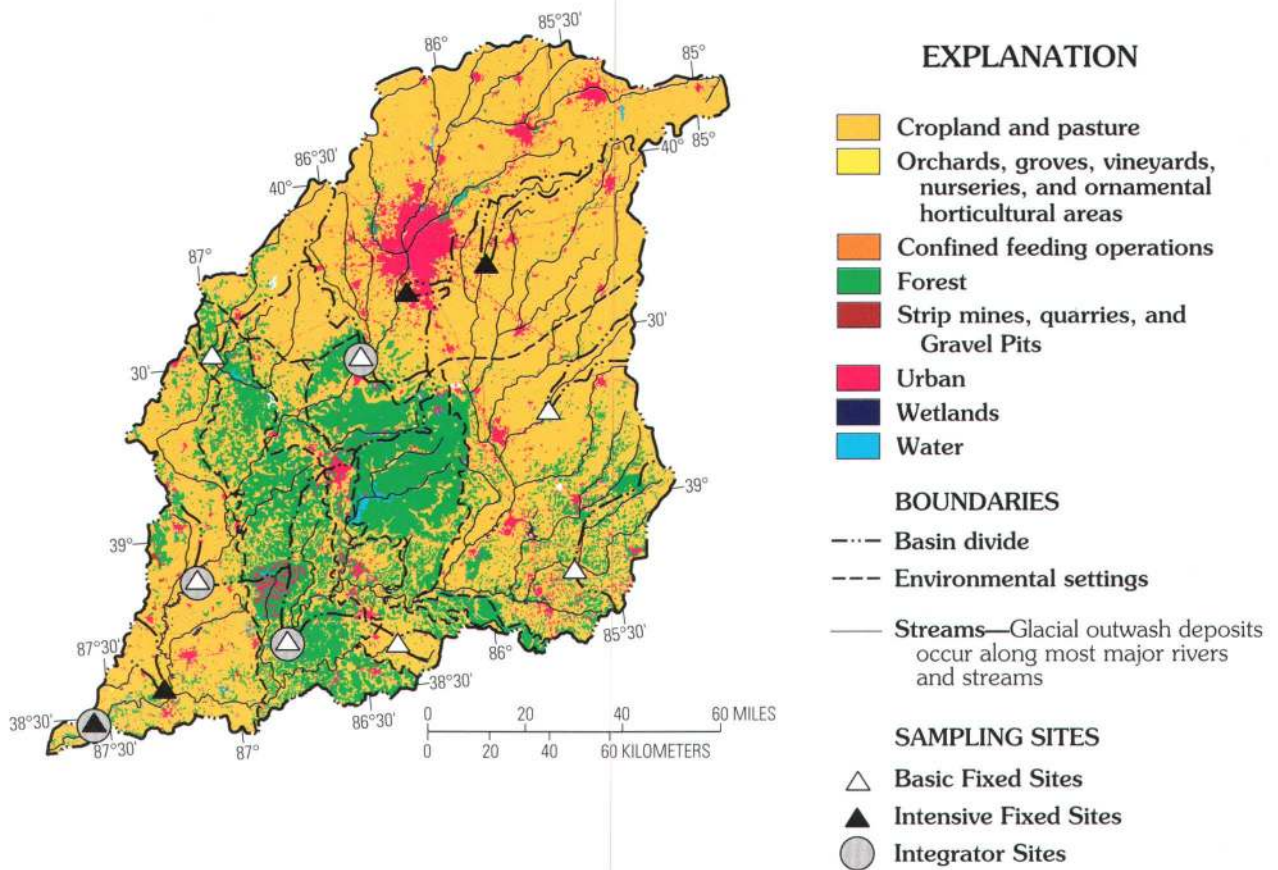 85°30'
86°
85°
86°30'
40°
85°
40°
87°
30'
30'
39°
39°
87°30'
86°
85°30'
38°30'
38°30'
86°30'
87°30'
87°
0 20 40 60 MILES
0 20 40 60 KILOMETERS
EXPLANATION
Cropland and pasture
Orchards, groves, vineyards,
nurseries, and ornamental
horticultural areas
Confined feeding operations
Forest
Strip mines, quarries, and
Gravel Pits
Urban
Wetlands
Water
BOUNDARIES
Basin divide
Environmental settings
Streams—Glacial outwash deposits
occur along most major rivers
and streams
SAMPLING SITES
Basic Fixed Sites
Intensive Fixed Sites
Integrator Sites